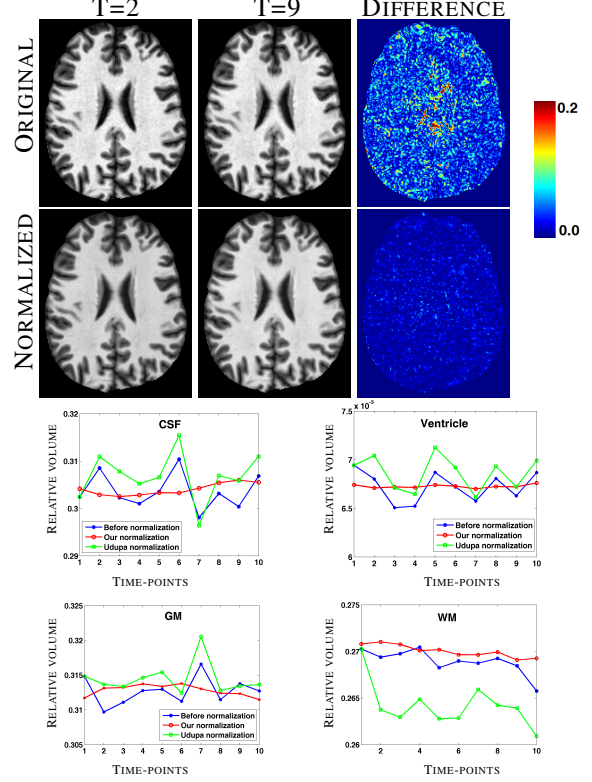 T=2 T=9 DIFFERENCE
ORIGINAL
0.2
0.0
NORMALIZED
CSF
RELATIVE VOLUME
0.32
0.31
0.3
0.29
1 2 3 4 5 6 7 8 9 10
Before normalization
Our normalization
Udupa normalization
TIME-POINTS
Ventricle
RELATIVE VOLUME
x 10⁻³
7.5
7
6.5
6
1 2 3 4 5 6 7 8 9 10
Before normalization
Our normalization
Udupa normalization
TIME-POINTS
GM
RELATIVE VOLUME
0.325
0.32
0.315
0.31
0.305
1 2 3 4 5 6 7 8 9 10
Before normalization
Our normalization
Udupa normalization
TIME-POINTS
WM
RELATIVE VOLUME
0.275
0.27
0.265
0.26
2 4 6 8 10
TIME-POINTS